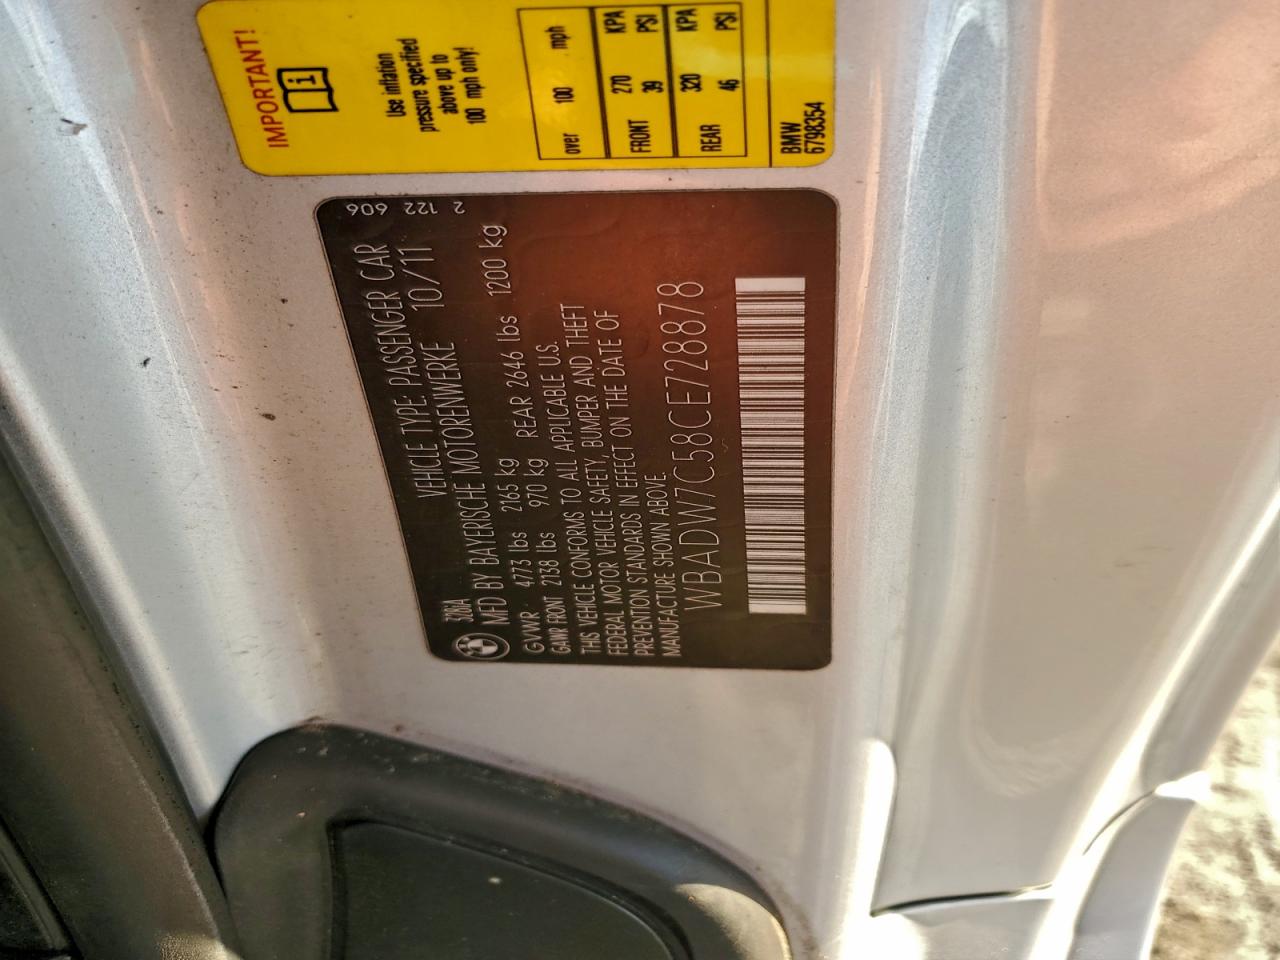 IMPORTANT!
Use inflation
pressure specified
above up to
100 mph only!
over 100 mph
KPA PSI
FRONT 270 39
KPA PSI
REAR 320 46
BMW
6798354
2 122 606
328IA VEHICLE TYPE: PASSENGER CAR
MFD BY BAYERISCHE MOTORENWERKE 10/11
GVWR 4773 lbs 2165 kg
GAWR FRONT 2138 lbs 970 kg REAR 2646 lbs 1200 kg
THIS VEHICLE CONFORMS TO ALL APPLICABLE U.S.
FEDERAL MOTOR VEHICLE SAFETY, BUMPER AND THEFT
PREVENTION STANDARDS IN EFFECT ON THE DATE OF
MANUFACTURE SHOWN ABOVE.
WBADW7C58CE728878